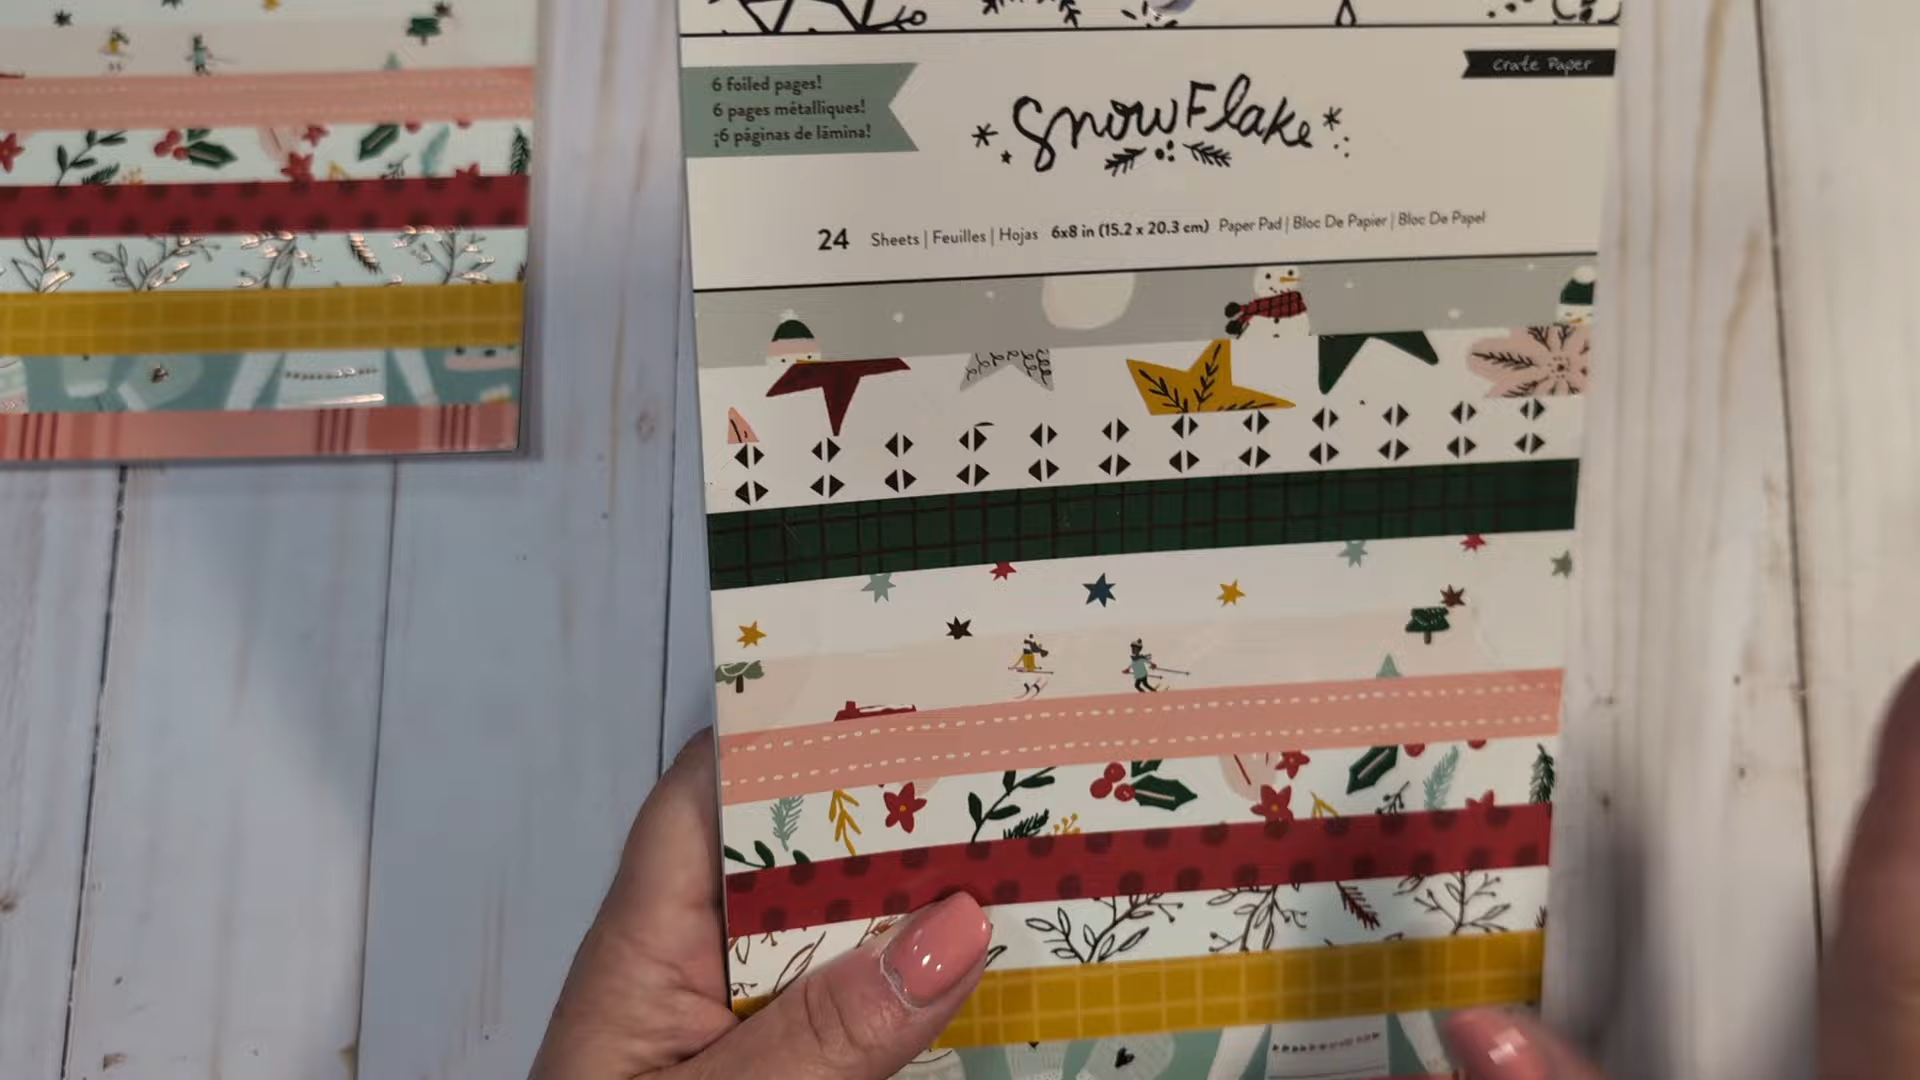 6 foiled pages!
6 pages métalliques!
¡6 páginas de lámina!
Crate Paper
SnowFlake
24 Sheets | Feuilles | Hojas 6x8 in (15.2 x 20.3 cm) Paper Pad | Bloc De Papier | Bloc De Papel